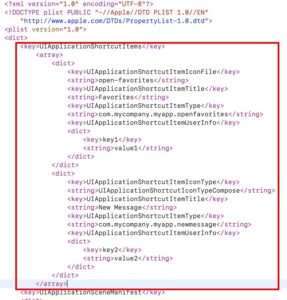 <?xml version="1.0" encoding="UTF-8"?>
<!DOCTYPE plist PUBLIC "-//Apple//DTD PLIST 1.0//EN"
"http://www.apple.com/DTDs/PropertyList-1.0.dtd">
<plist version="1.0">
<dict>
<key>UIApplicationShortcutItems</key>
<array>
<dict>
<key>UIApplicationShortcutItemIconFile</key>
<string>open-favorites</string>
<key>UIApplicationShortcutItemTitle</key>
<string>Favorites</string>
<key>UIApplicationShortcutItemType</key>
<string>com.mycompany.myapp.openfavorites</string>
<key>UIApplicationShortcutItemUserInfo</key>
<dict>
<key>key1</key>
<string>value1</string>
</dict>
</dict>
<dict>
<key>UIApplicationShortcutItemIconType</key>
<string>UIApplicationShortcutIconTypeCompose</string>
<key>UIApplicationShortcutItemTitle</key>
<string>New Message</string>
<key>UIApplicationShortcutItemType</key>
<string>com.mycompany.myapp.newmessage</string>
<key>UIApplicationShortcutItemUserInfo</key>
<dict>
<key>key2</key>
<string>value2</string>
</dict>
</dict>
</array>
<key>UIApplicationSceneManifest</key>